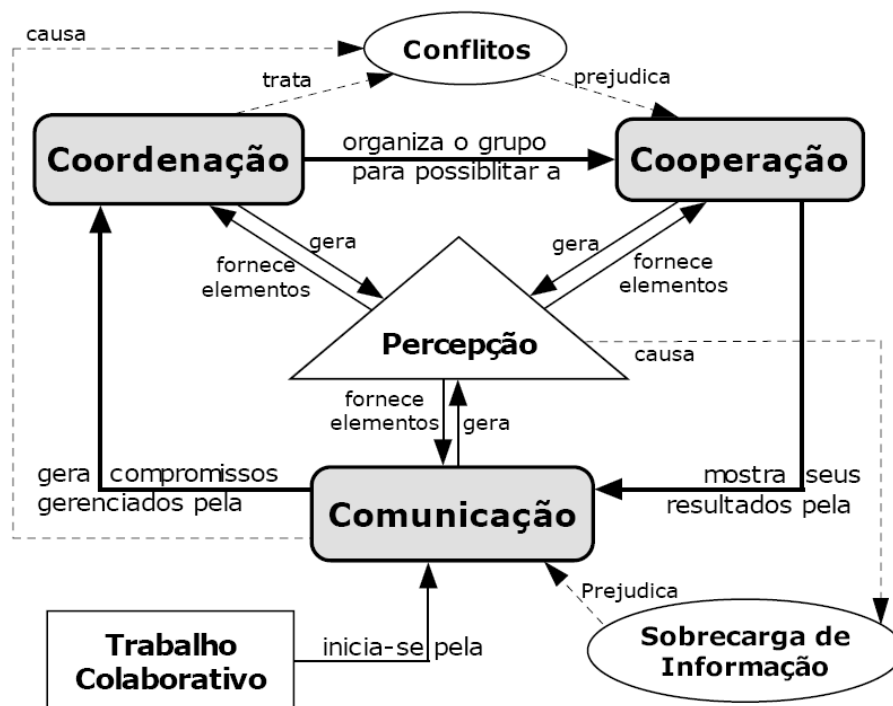 causa
Conflitos
trata
prejudica
Coordenação
organiza o grupo
para possiblitar a
Cooperação
gera
fornece
elementos
gera
fornece
elementos
Percepção
causa
fornece
elementos
gera
gera compromissos
gerenciados pela
mostra seus
resultados pela
Comunicação
Prejudica
Trabalho
Colaborativo
inicia-se pela
Sobrecarga de
Informação